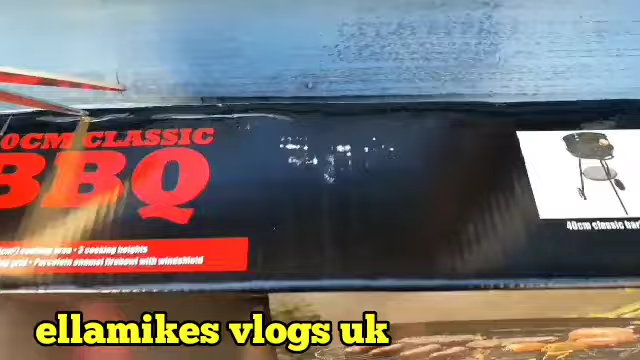 0CM CLASSIC
BBQ
cooking area • 3 cooking heights
grid • Porcelain enamel firebowl with windshield
40cm classic bar
ellamikes vlogs uk